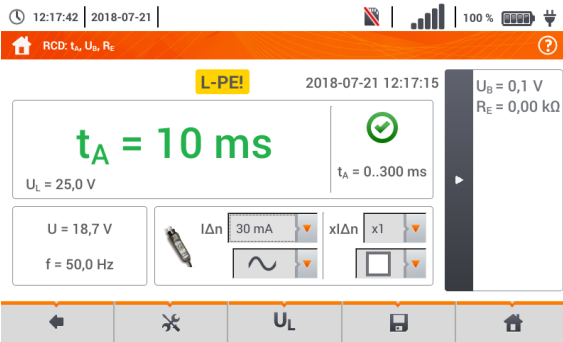 12:17:42 2018-07-21 100 %
RCD: tA, UB, RE ?
L-PE! 2018-07-21 12:17:15
tA = 10 ms
UL = 25,0 V
tA = 0..300 ms
UB = 0,1 V
RE = 0,00 kΩ
U = 18,7 V
f = 50,0 Hz
IΔn 30 mA xIΔn x1
UL